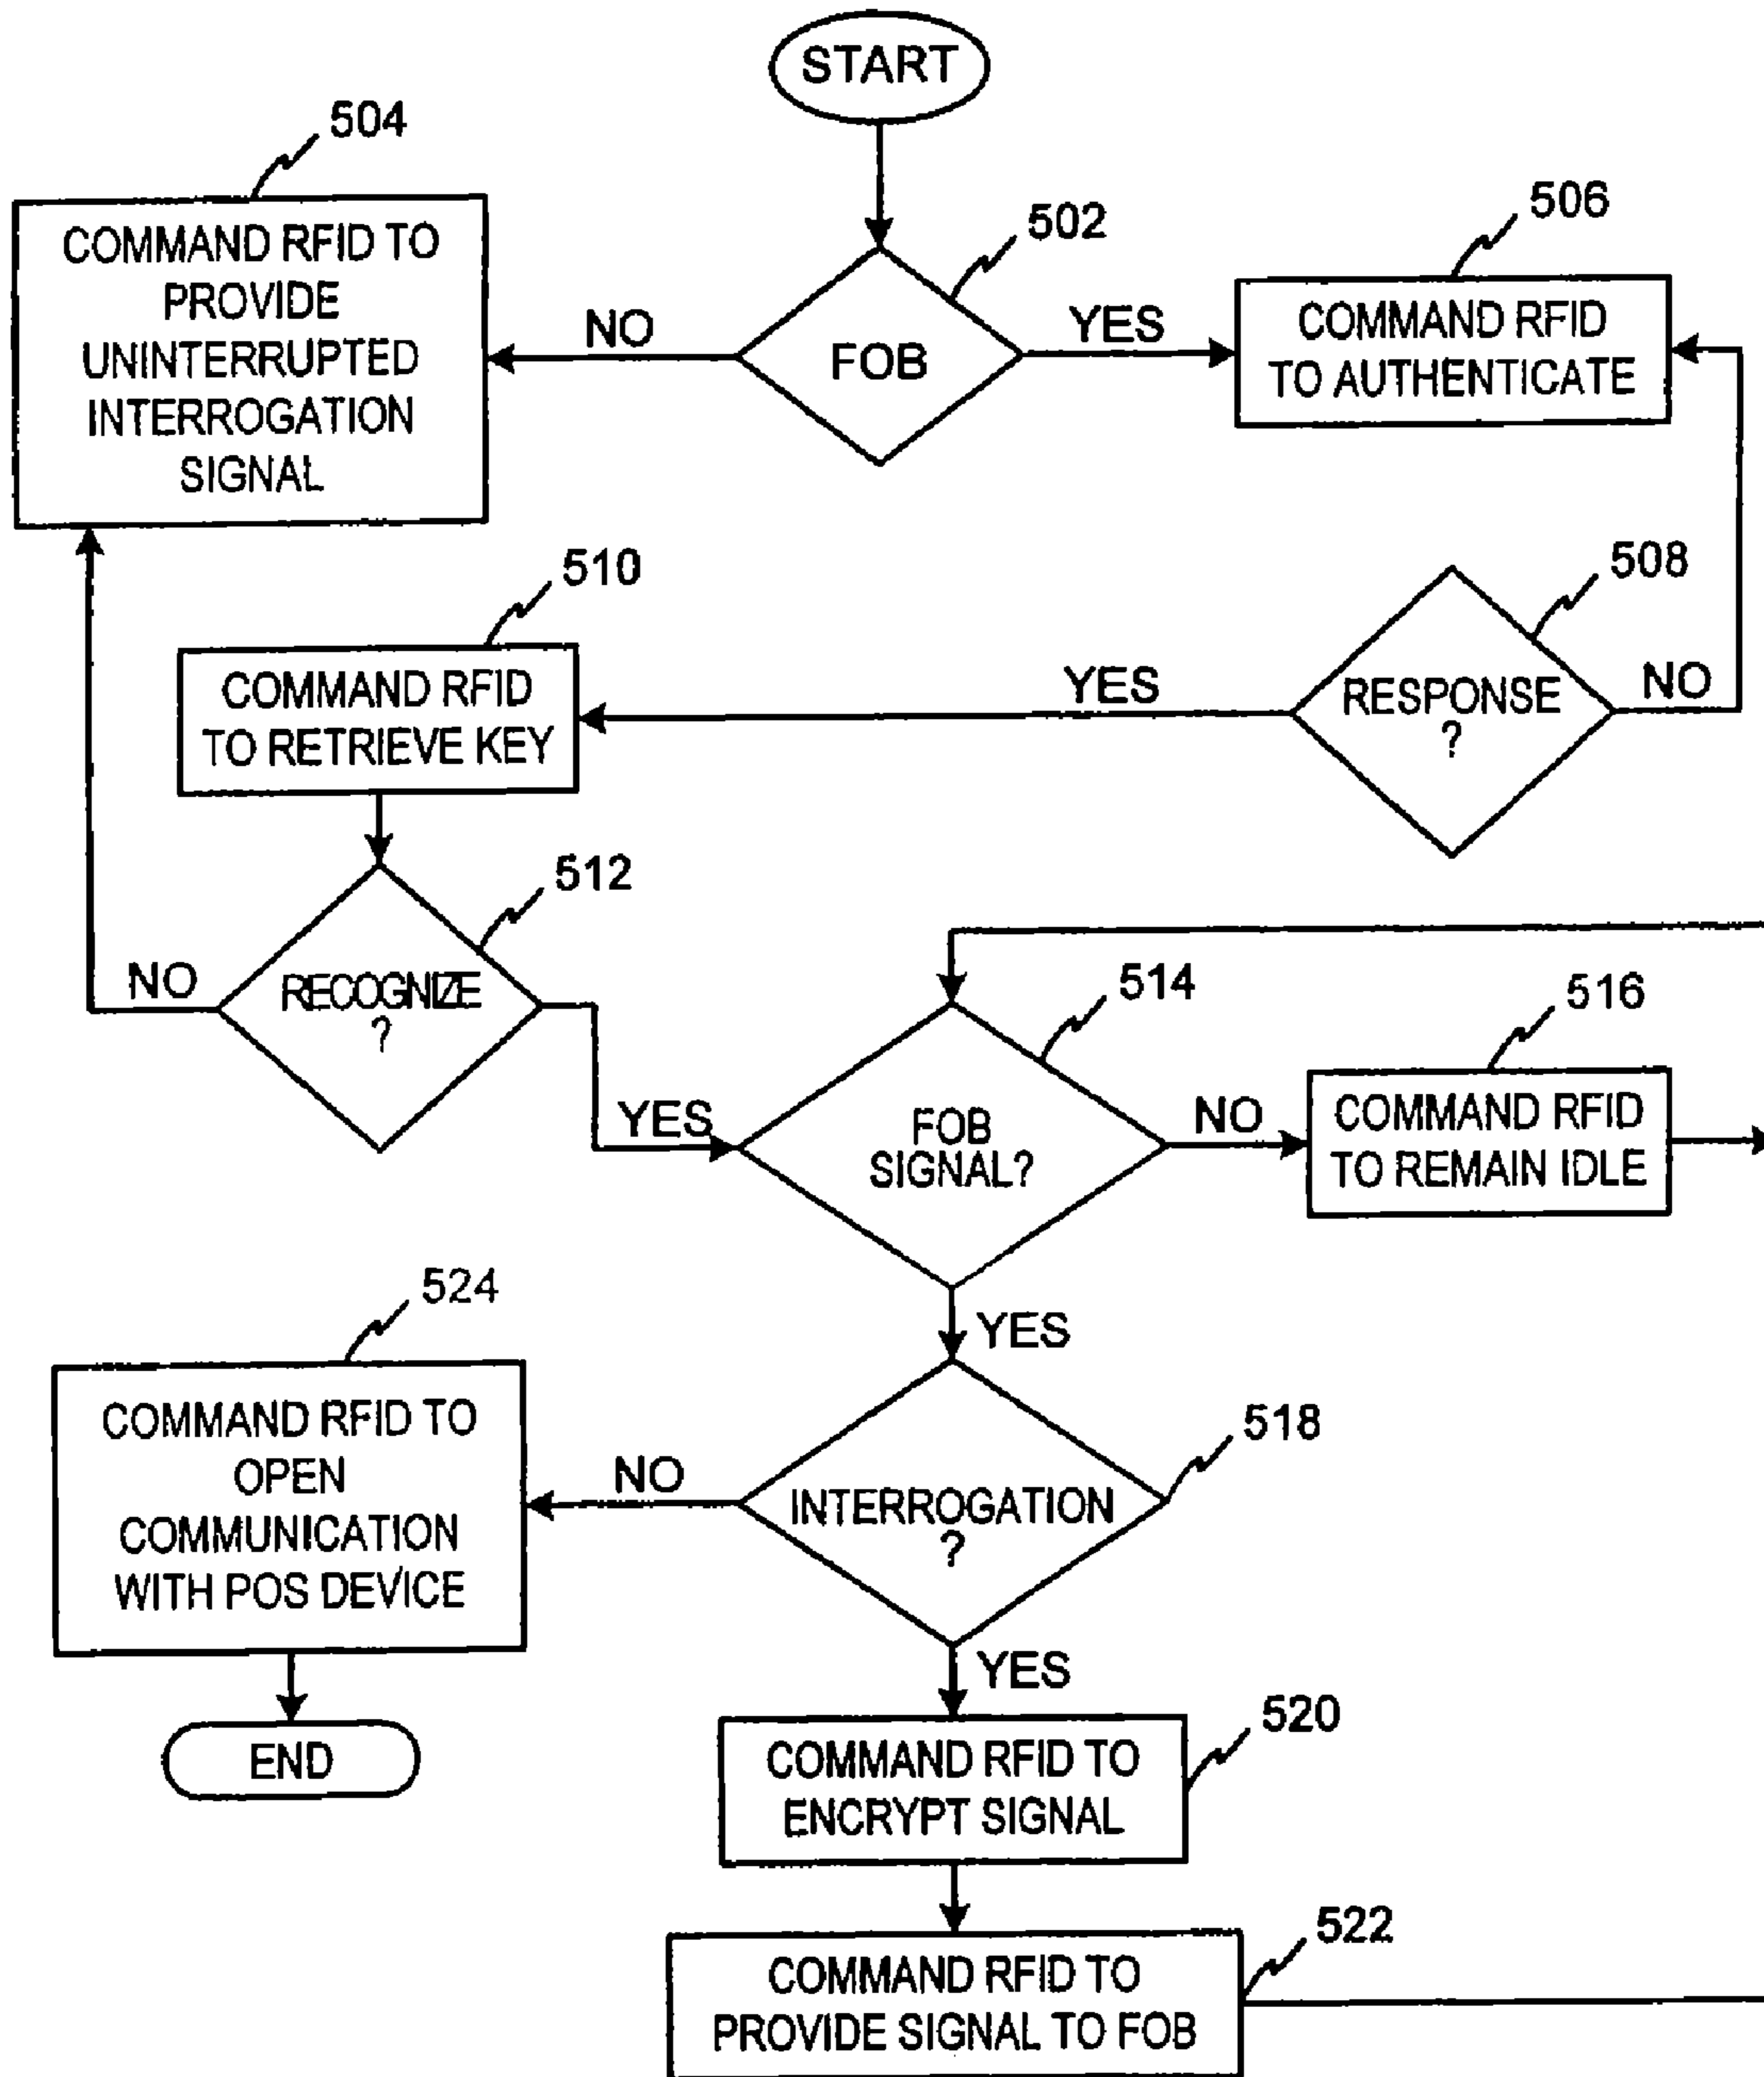 START
504
COMMAND RFID TO
PROVIDE
UNINTERRUPTED
INTERROGATION
SIGNAL
NO
502
FOB
YES
506
COMMAND RFID
TO AUTHENTICATE
510
COMMAND RFID
TO RETRIEVE KEY
YES
508
RESPONSE
?
NO
512
NO
RECOGNIZE
?
YES
514
FOB
SIGNAL?
NO
516
COMMAND RFID
TO REMAIN IDLE
YES
524
COMMAND RFID TO
OPEN
COMMUNICATION
WITH POS DEVICE
NO
518
INTERROGATION
?
YES
END
520
COMMAND RFID TO
ENCRYPT SIGNAL
522
COMMAND RFID TO
PROVIDE SIGNAL TO FOB